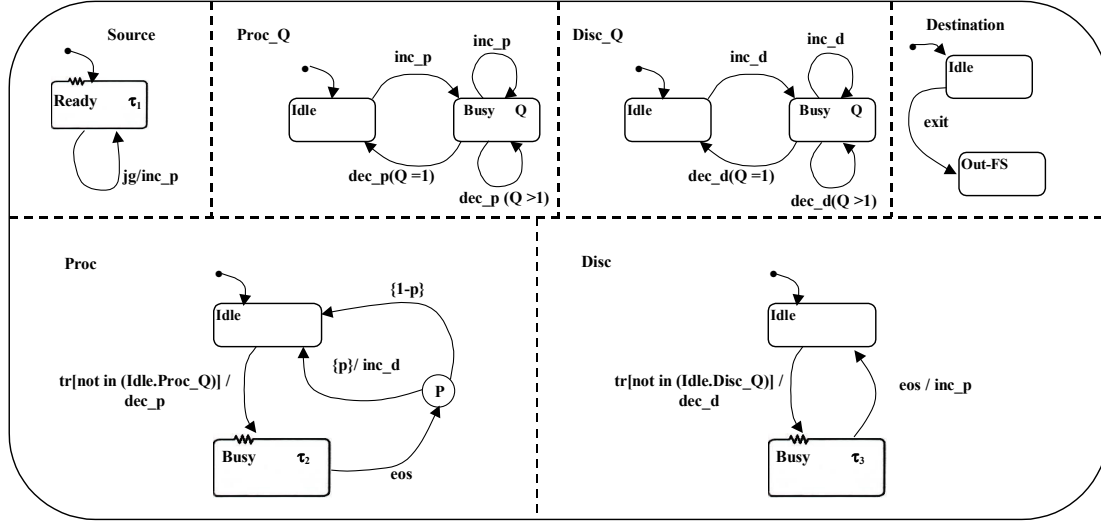 Source
Ready τ1
jg/inc_p
Proc_Q
inc_p
inc_p
Idle
Busy Q
dec_p(Q =1)
dec_p (Q >1)
Disc_Q
inc_d
inc_d
Idle
Busy Q
dec_d(Q =1)
dec_d(Q >1)
Destination
Idle
exit
Out-FS
Proc
{1-p}
Idle
{p}/ inc_d
P
tr[not in (Idle.Proc_Q)] /
dec_p
Busy τ2
eos
Disc
Idle
tr[not in (Idle.Disc_Q)] /
dec_d
eos / inc_p
Busy τ3